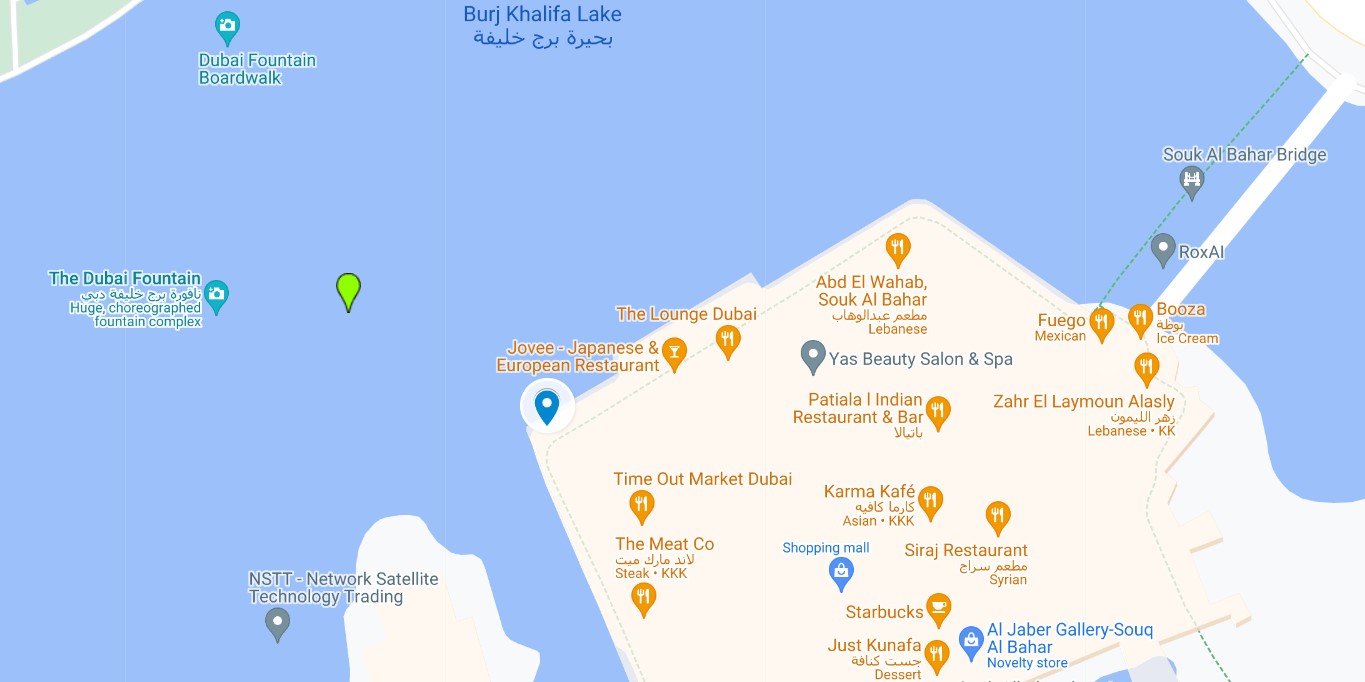 Burj Khalifa Lake
بحيرة برج خليفة
Dubai Fountain
Boardwalk
Souk Al Bahar Bridge
RoxAl
The Dubai Fountain
نافورة برج خليفة دبي
Huge, choreographed
fountain complex
Abd El Wahab,
Souk Al Bahar
مطعم عبدالوهاب
Lebanese
The Lounge Dubai
Fuego
Mexican
Booza
بوظة
Ice Cream
Jovee - Japanese &
European Restaurant
Yas Beauty Salon & Spa
Patiala l Indian
Restaurant & Bar
باتيالا
Zahr El Laymoun Alasly
زهر الليمون
Lebanese • KK
Time Out Market Dubai
Karma Kafé
كارما كافيه
Asian • KKK
The Meat Co
لاند مارك ميت
Steak • KKK
Shopping mall
Siraj Restaurant
مطعم سراج
Syrian
NSTT - Network Satellite
Technology Trading
Starbucks
Just Kunafa
جست كنافة
Dessert
Al Jaber Gallery-Souq
Al Bahar
Novelty store